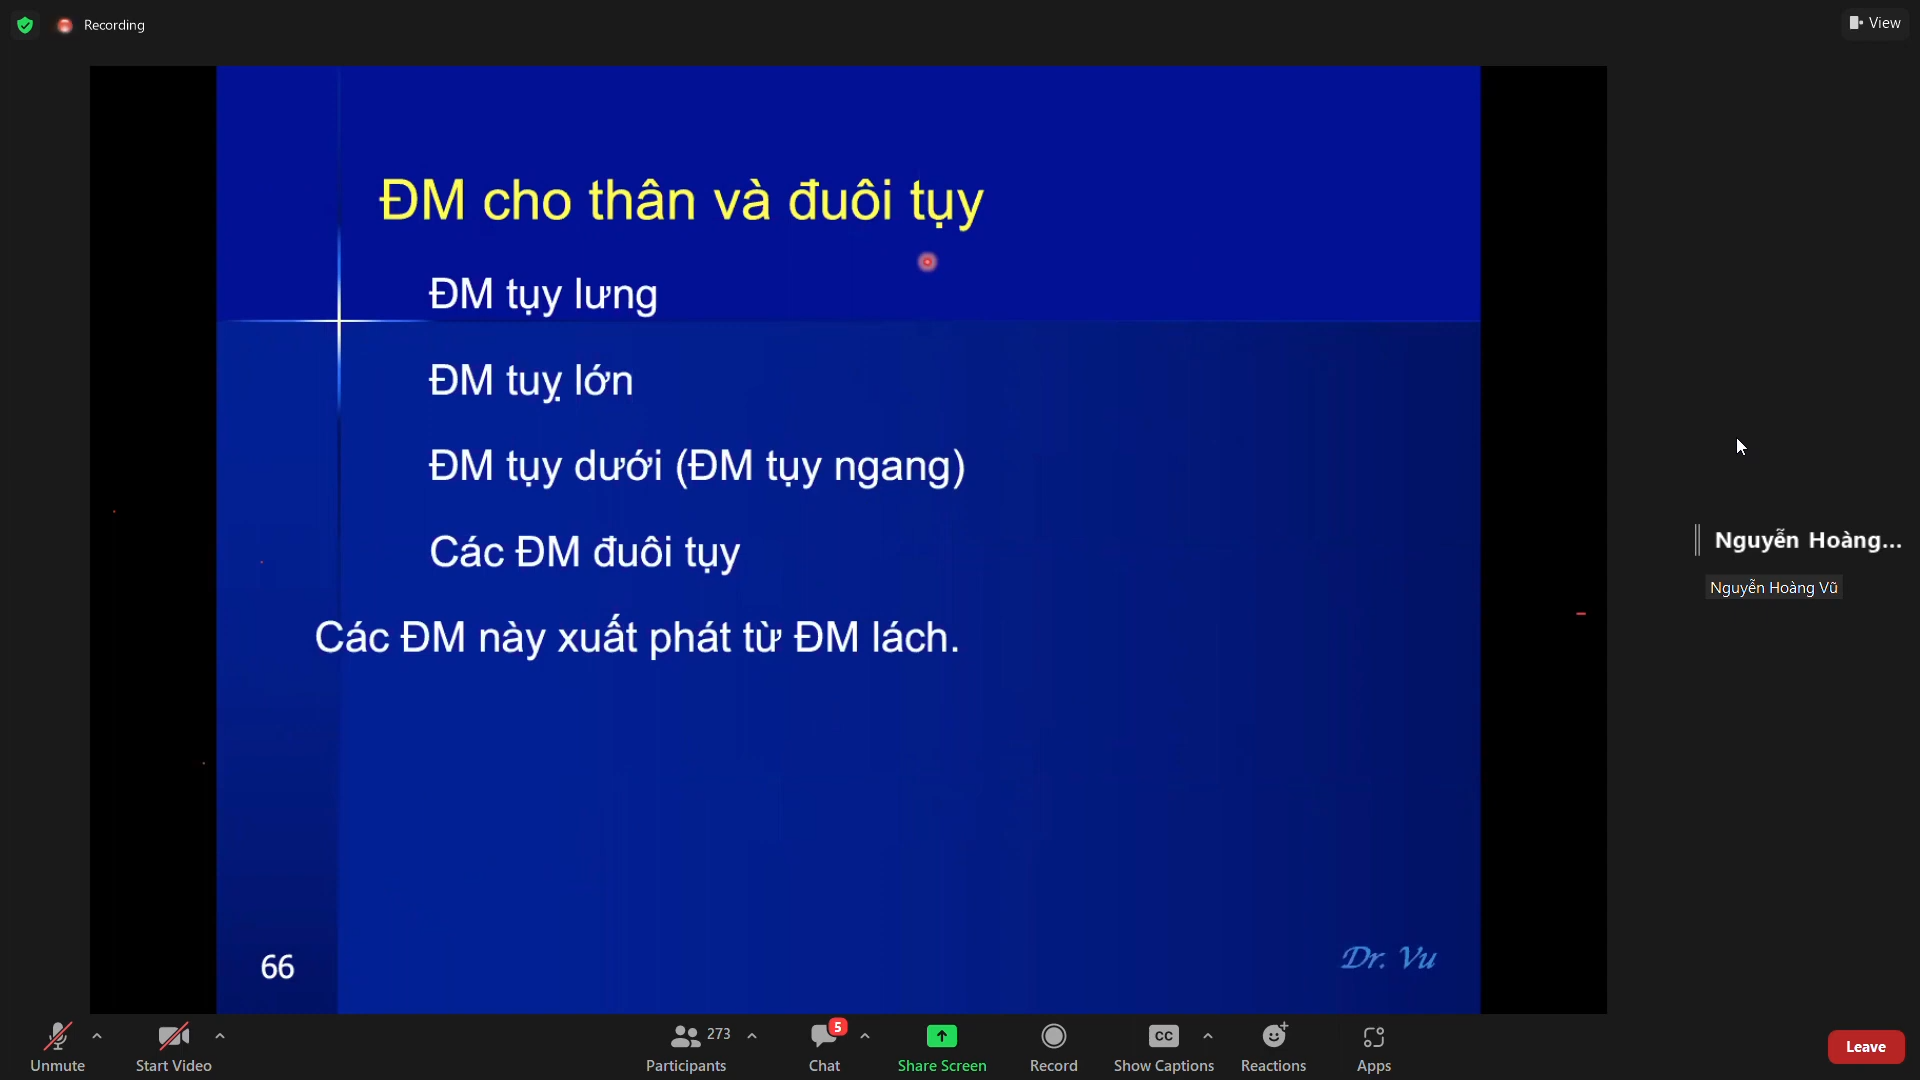 Recording
View
ĐM cho thân và đuôi tụy
ĐM tụy lưng
ĐM tuỵ lớn
ĐM tụy dưới (ĐM tụy ngang)
Các ĐM đuôi tụy
Các ĐM này xuất phát từ ĐM lách.
66
Dr. Vu
Nguyễn Hoàng...
Nguyễn Hoàng Vũ
Unmute
Start Video
273
Participants
5
Chat
Share Screen
Record
CC
Show Captions
Reactions
Apps
Leave